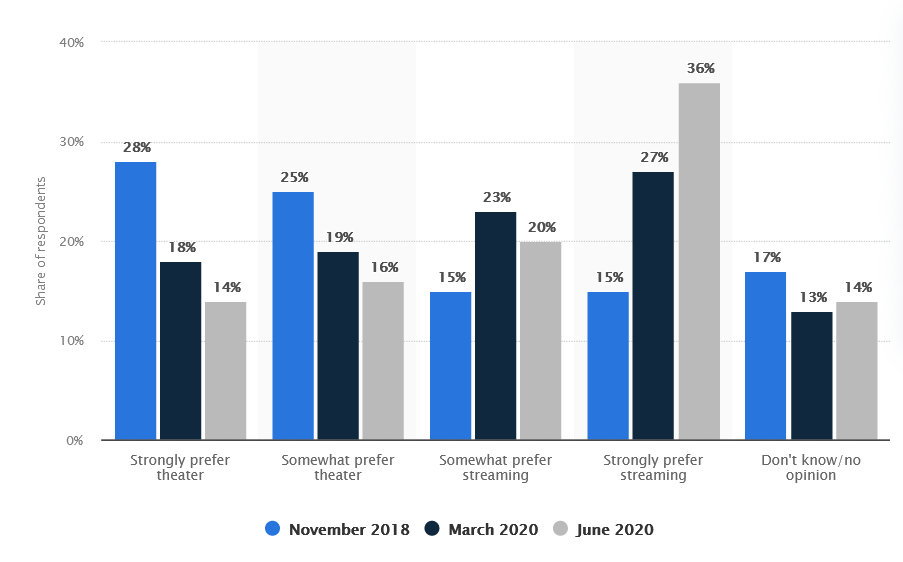 40%
30%
20%
10%
0%
Share of respondents
28%
18%
14%
25%
19%
16%
15%
23%
20%
15%
27%
36%
17%
13%
14%
Strongly prefer
theater
Somewhat prefer
theater
Somewhat prefer
streaming
Strongly prefer
streaming
Don't know/no
opinion
November 2018 March 2020 June 2020